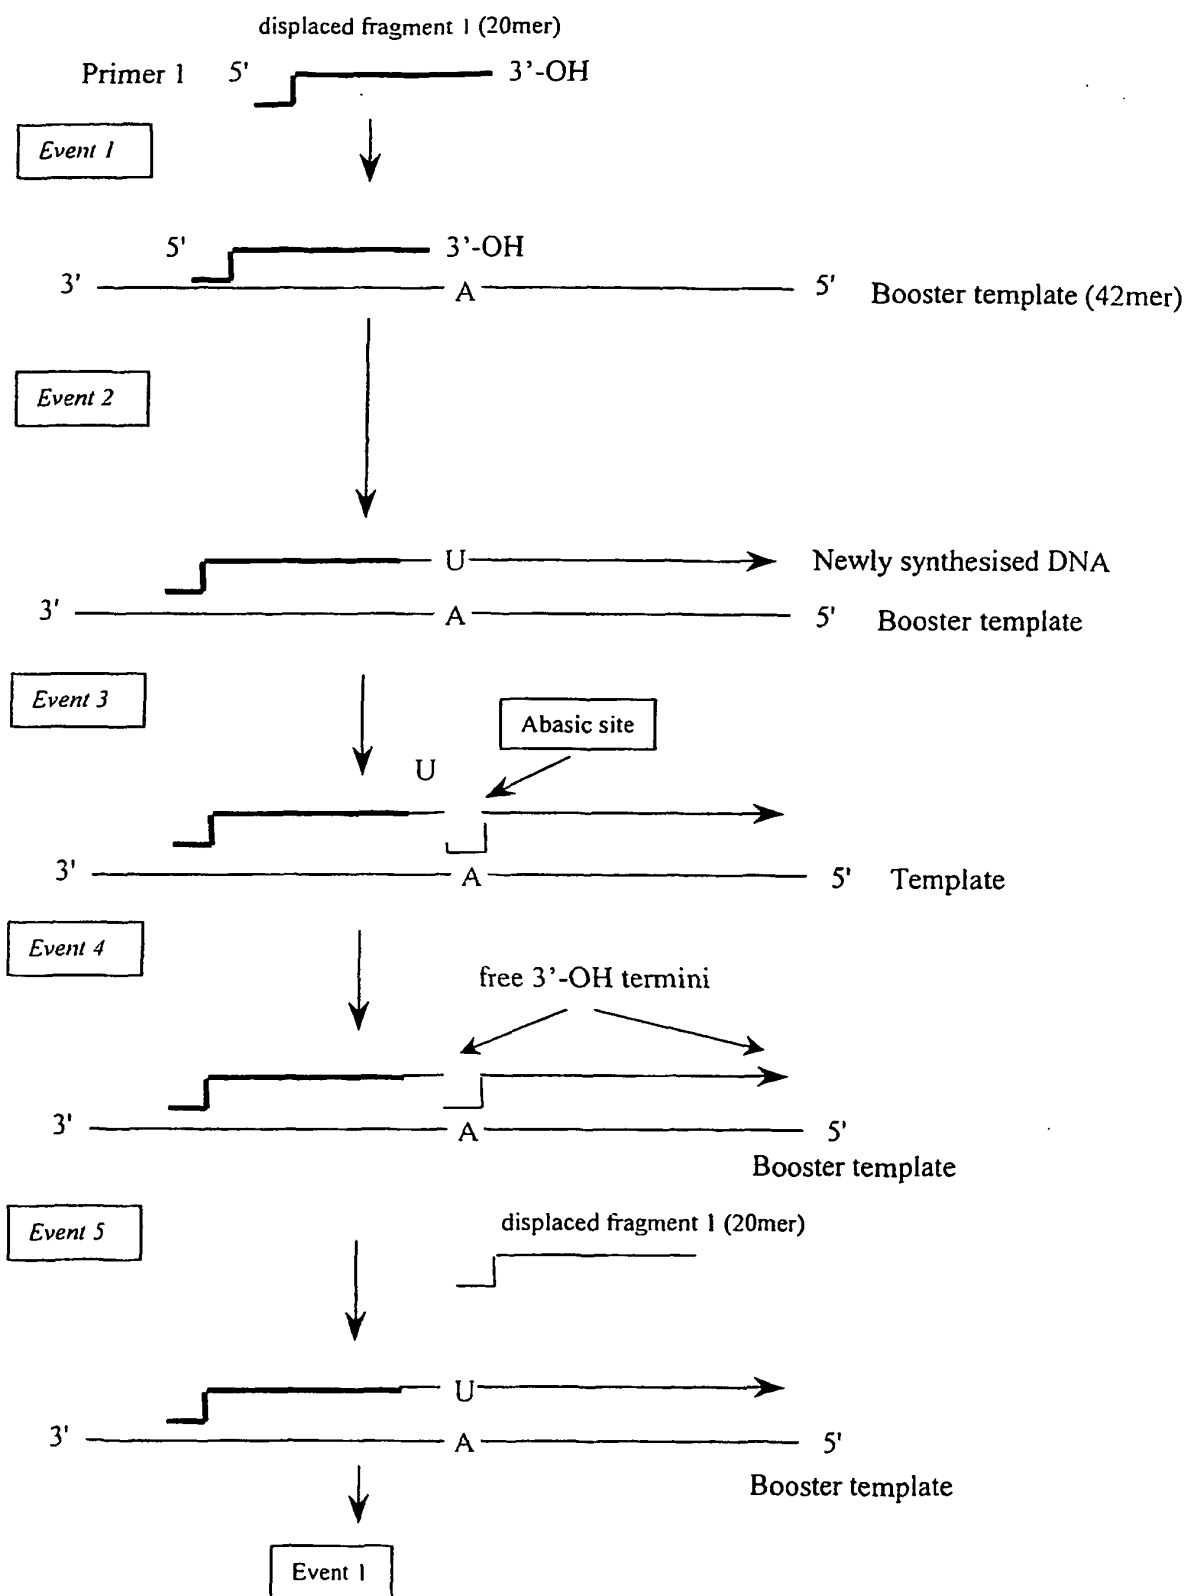 displaced fragment 1 (20mer)
Primer 1 5' 3'-OH
Event 1
5' 3'-OH
3' A 5' Booster template (42mer)
Event 2
U Newly synthesised DNA
3' A 5' Booster template
Event 3
Abasic site
U
3' A 5' Template
Event 4
free 3'-OH termini
3' A 5'
Booster template
Event 5
displaced fragment 1 (20mer)
U
3' A 5'
Booster template
Event 1